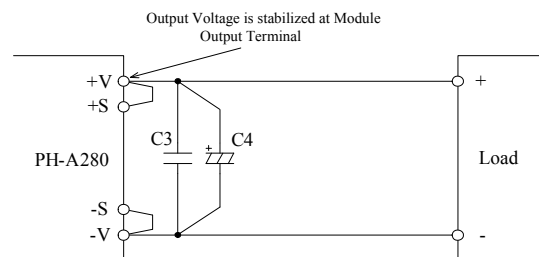 Output Voltage is stabilized at Module
Output Terminal
+V
+
+S
C3
+
C4
PH-A280
Load
-S
-V
-